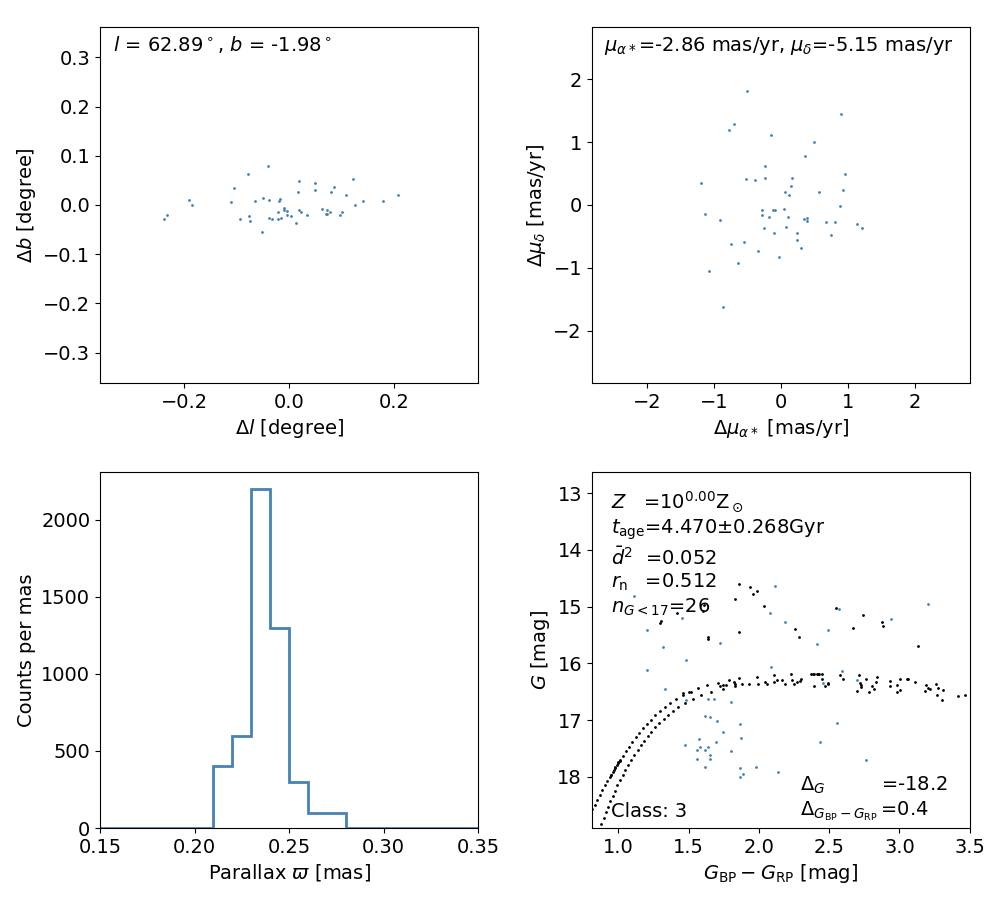 l = 62.89°, b = -1.98°
0.3
0.2
0.1
0.0
−0.1
−0.2
−0.3
Δb [degree]
−0.2 0.0 0.2
Δl [degree]
μα*=-2.86 mas/yr, μδ=-5.15 mas/yr
2
1
0
−1
−2
Δμδ [mas/yr]
−2 −1 0 1 2
Δμα* [mas/yr]
2000
1500
1000
500
0
Counts per mas
0.15 0.20 0.25 0.30 0.35
Parallax ϖ [mas]
13
14
15
16
17
18
G [mag]
Z =10^0.00 Z⊙
t_age=4.470±0.268Gyr
d̄² =0.052
r_n =0.512
n_G<17=26
Δ_G =-18.2
Δ_G_BP−G_RP =0.4
Class: 3
1.0 1.5 2.0 2.5 3.0 3.5
G_BP − G_RP [mag]